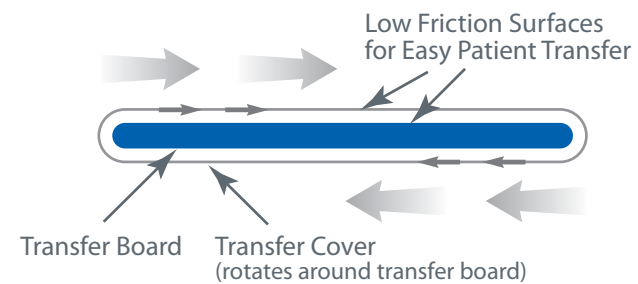 Low Friction Surfaces
for Easy Patient Transfer
Transfer Board
Transfer Cover
(rotates around transfer board)